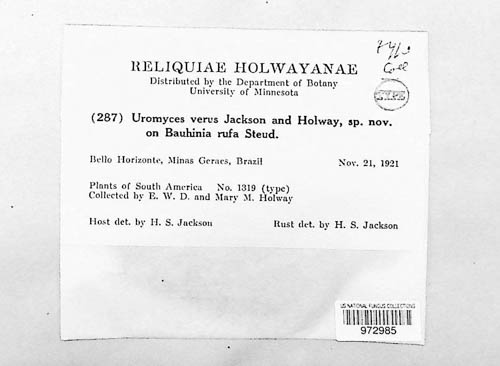 RELIQUIAE HOLWAYANAE
Distributed by the Department of Botany
University of Minnesota
TYPE
(287) Uromyces verus Jackson and Holway, sp. nov.
on Bauhinia rufa Steud.
Bello Horizonte, Minas Geraes, Brazil Nov. 21, 1921
Plants of South America No. 1319 (type)
Collected by E. W. D. and Mary M. Holway
Host det. by H. S. Jackson Rust det. by H. S. Jackson
US NATIONAL FUNGUS COLLECTIONS
972985